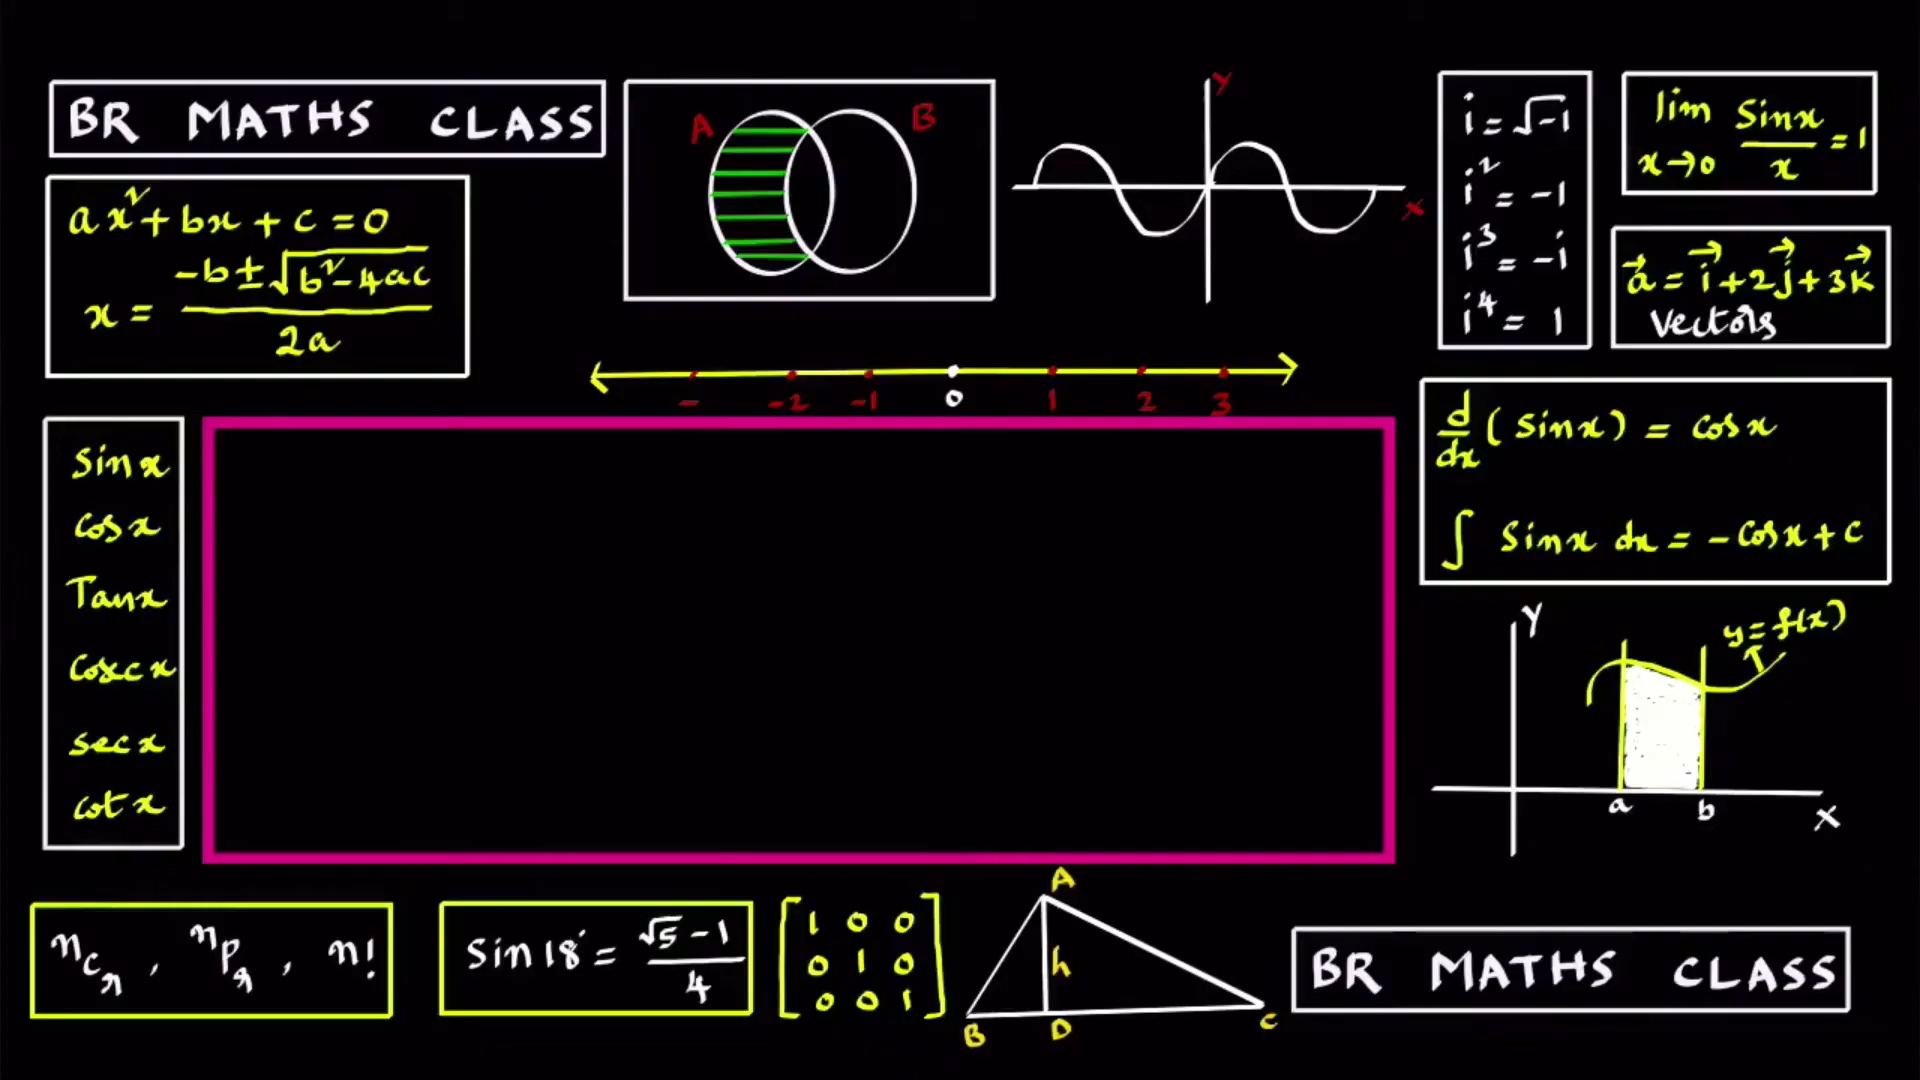 BR MATHS CLASS
ax²+ bx + c = 0
x = (-b ± √(b²-4ac)) / 2a
A B
Y
X
i = √-1
i² = -1
i³ = -i
i⁴ = 1
lim x→0 Sinx/x = 1
a⃗ = i⃗ + 2j⃗ + 3k⃗
Vectors
- -2 -1 0 1 2 3
Sinx
Cosx
Tanx
Cosecx
secx
cotx
d/dx (Sinx) = Cosx
∫ Sinx dx = -Cosx + C
Y
y = f(x)
a b
X
ⁿCᵣ , ⁿPᵣ , n!
Sin18° = (√5 - 1)/4
1 0 0
0 1 0
0 0 1
A
h
B D C
BR MATHS CLASS